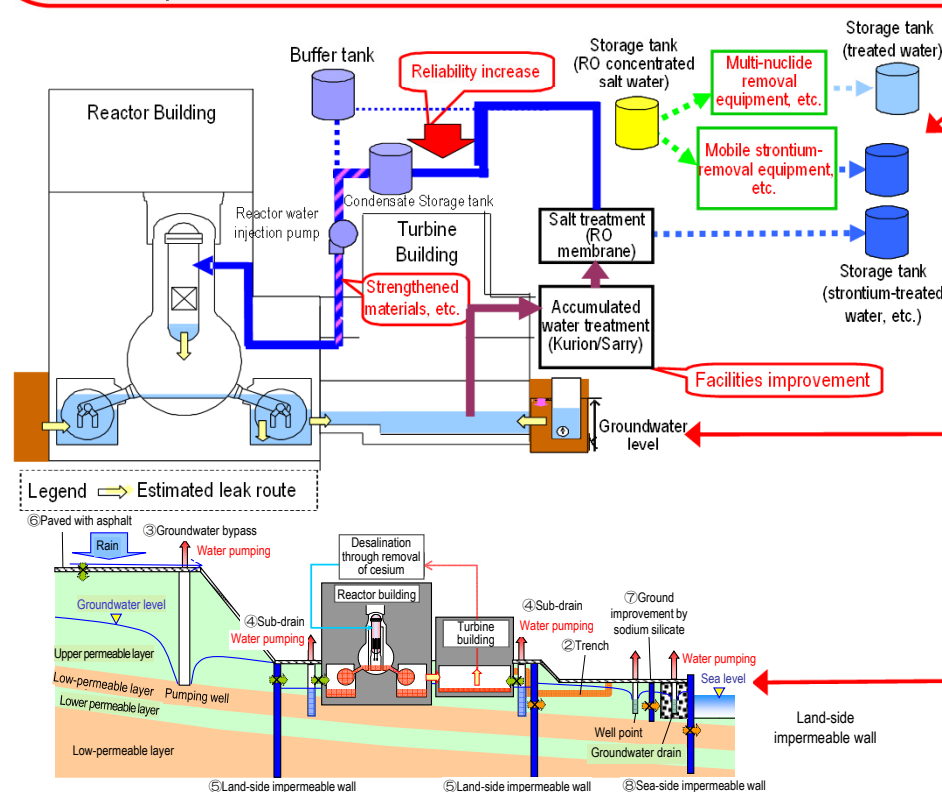 Storage tank
(treated water)
Storage tank
(RO concentrated
salt water)
Buffer tank
Multi-nuclide
removal
equipment, etc.
Reliability increase
Reactor Building
Mobile strontium-
removal equipment,
etc.
Condensate Storage tank
Reactor water
injection pump
Turbine
Building
Salt treatment
(RO
membrane)
Strengthened
materials, etc.
Storage tank
(strontium-treated
water, etc.)
Accumulated
water treatment
(Kurion/Sarry)
Facilities improvement
Groundwater
level
Legend
Estimated leak route
⑥Paved with asphalt
③Groundwater bypass
Rain
Water pumping
Desalination
through removal
of cesium
Reactor building
Groundwater level
④Sub-drain
Water pumping
Turbine
building
④Sub-drain
Water pumping
⑦Ground
improvement by
sodium silicate
②Trench
Water pumping
Upper permeable layer
Sea level
Low-permeable layer
Pumping well
Lower permeable layer
Well point
Groundwater drain
Land-side
impermeable wall
Low-permeable layer
⑤Land-side impermeable wall
⑤Land-side impermeable wall
⑧Sea-side impermeable wall